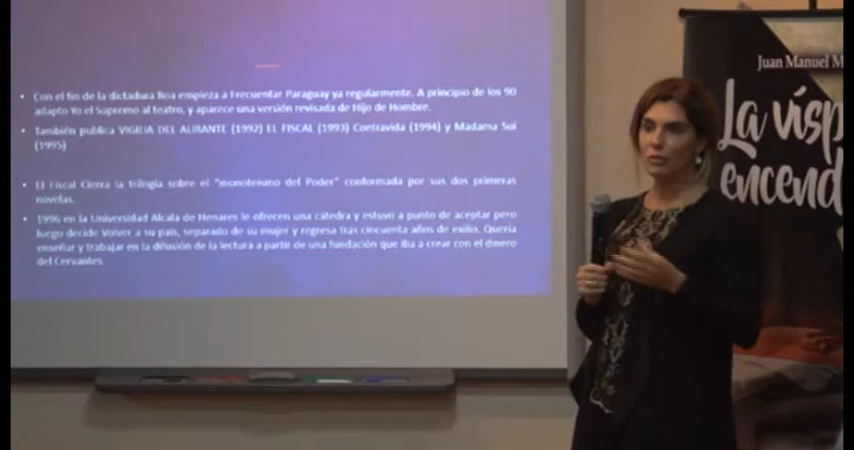 • Con el fin de la dictadura Roa empieza a Frecuentar Paraguay ya regularmente. A principio de los 90
adapto Yo el Supremo al teatro, y aparece una versión revisada de Hijo de Hombre.
• También publica VIGILIA DEL ALIRANTE (1992) EL FISCAL (1993) Contravida (1994) y Madama Sui
(1995)
• El Fiscal Cierra la trilogía sobre el "monoteísmo del Poder" conformada por sus dos primeras
novelas.
• 1996 en la Universidad Alcala de Henares le ofrecen una cátedra y estuvo a punto de aceptar pero
luego decide Volver a su país, separado de su mujer y regresa tras cincuenta años de exilio. Quería
enseñar y trabajar en la difusión de la lectura a parte de una fundación que iba a crear con el dinero
del Cervantes.
Juan Manuel M
La vísp
encend